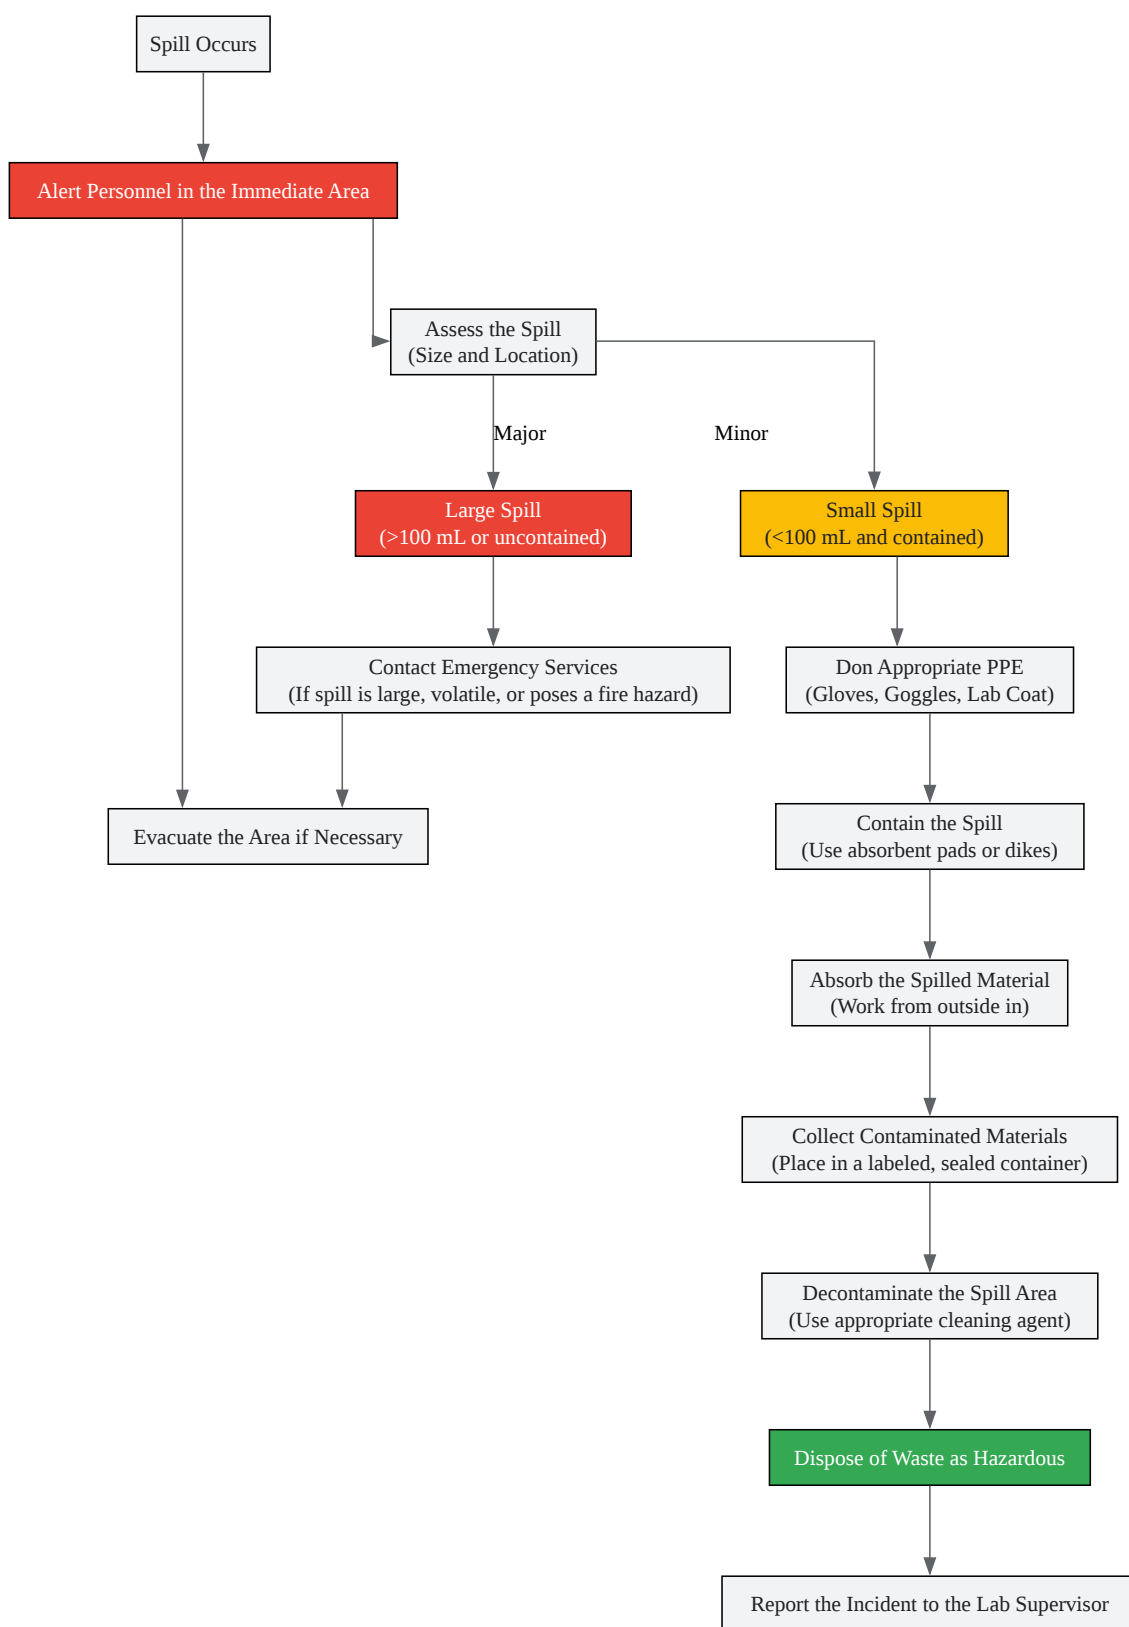 Spill Occurs
Alert Personnel in the Immediate Area
Assess the Spill
(Size and Location)
Major
Minor
Large Spill
(>100 mL or uncontained)
Small Spill
(<100 mL and contained)
Contact Emergency Services
(If spill is large, volatile, or poses a fire hazard)
Don Appropriate PPE
(Gloves, Goggles, Lab Coat)
Evacuate the Area if Necessary
Contain the Spill
(Use absorbent pads or dikes)
Absorb the Spilled Material
(Work from outside in)
Collect Contaminated Materials
(Place in a labeled, sealed container)
Decontaminate the Spill Area
(Use appropriate cleaning agent)
Dispose of Waste as Hazardous
Report the Incident to the Lab Supervisor